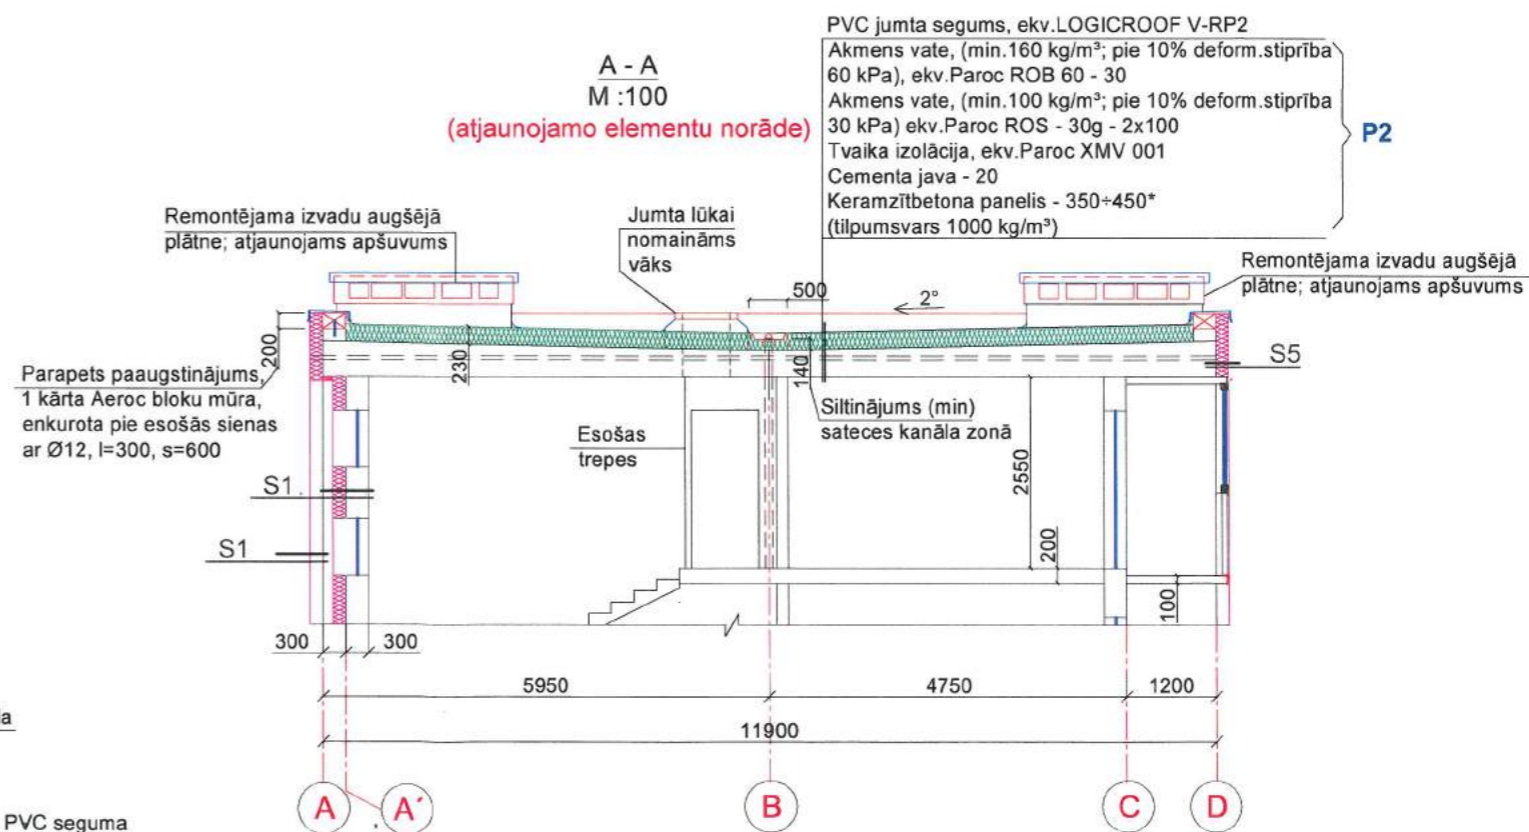 A - A
M :100
(atjaunojamo elementu norāde)
PVC jumta segums, ekv.LOGICROOF V-RP2
Akmens vate, (min.160 kg/m³; pie 10% deform.stiprība
60 kPa), ekv.Paroc ROB 60 - 30
Akmens vate, (min.100 kg/m³; pie 10% deform.stiprība
30 kPa) ekv.Paroc ROS - 30g - 2x100
Tvaika izolācija, ekv.Paroc XMV 001
Cementa java - 20
Keramzītbetona panelis - 350÷450*
(tilpumsvars 1000 kg/m³)
P2
Remontējama izvadu augšējā
plātne; atjaunojams apšuvums
Jumta lūkai
nomaināms
vāks
Remontējama izvadu augšējā
plātne; atjaunojams apšuvums
500
2°
200
230
140
S5
Parapets paaugstinājums,
1 kārta Aeroc bloku mūra,
enkurota pie esošās sienas
ar Ø12, l=300, s=600
Siltinājums (min)
sateces kanāla zonā
Esošas
trepes
2550
S1
S1
200
100
300
300
5950
4750
1200
11900
la
A
A´
B
C
D
PVC seguma